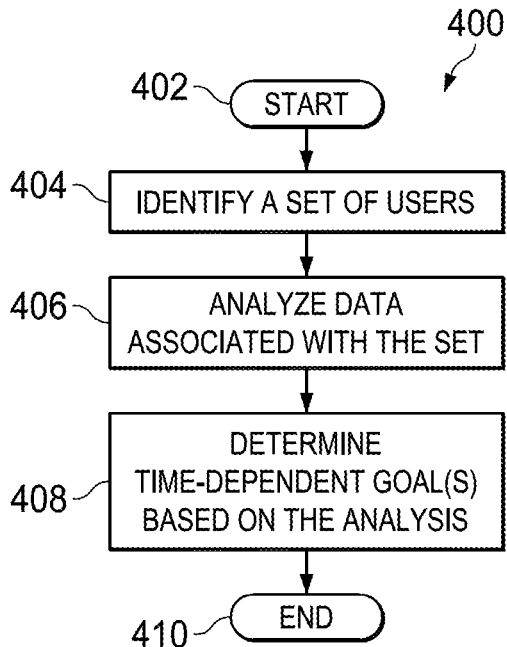 400
402
START
404
IDENTIFY A SET OF USERS
406
ANALYZE DATA
ASSOCIATED WITH THE SET
408
DETERMINE
TIME-DEPENDENT GOAL(S)
BASED ON THE ANALYSIS
410
END